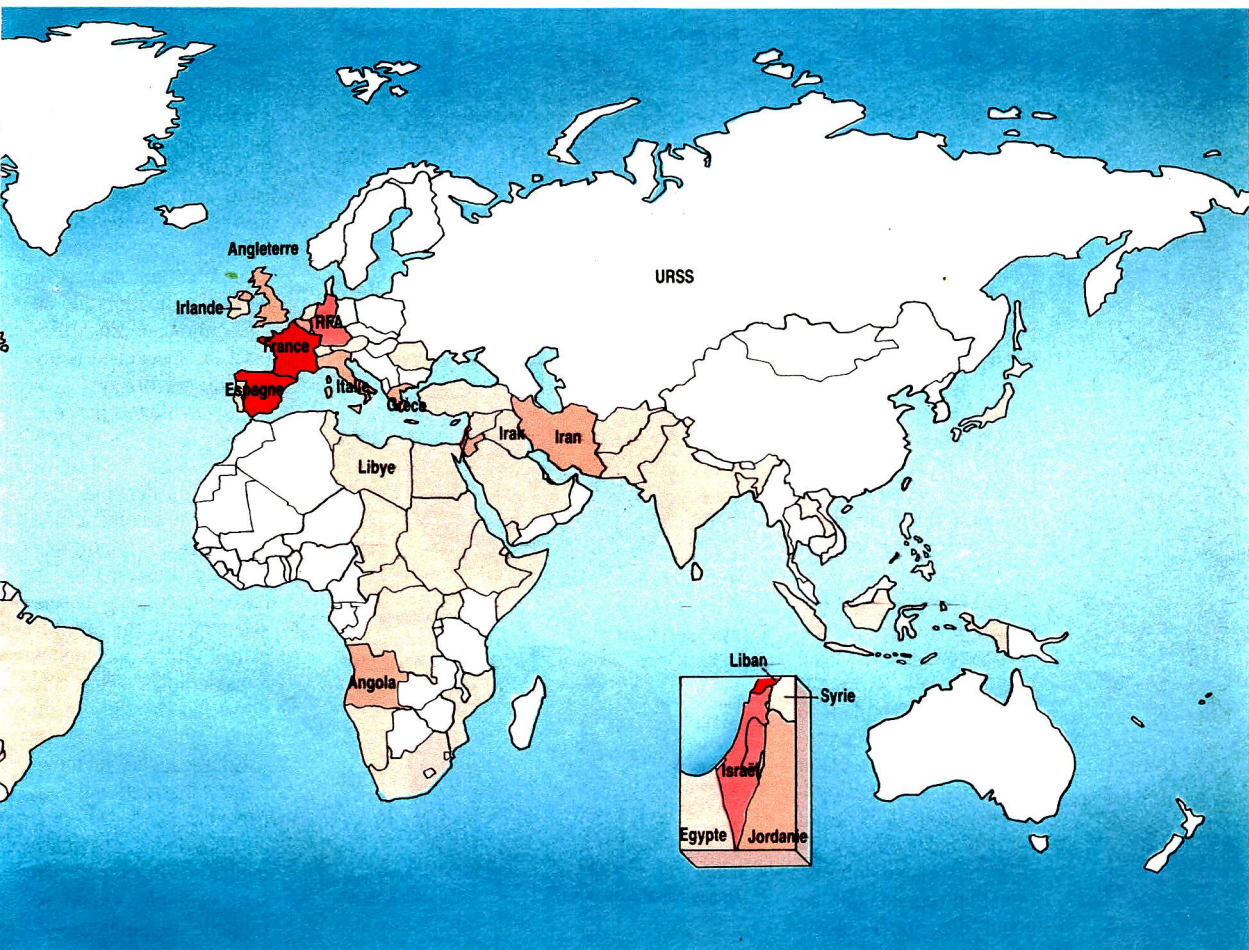 Angleterre
URSS
Irlande
RFA
France
Espagne
Italie
Grèce
Irak
Iran
Libye
Liban
Angola
Syrie
Israël
Egypte
Jordanie